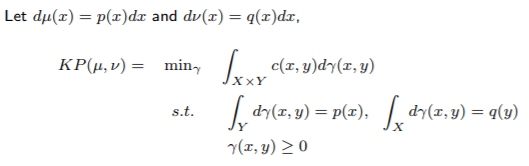 Let dμ(x) = p(x)dx and dν(x) = q(x)dx,
KP(μ, ν) = min_γ ∫_{X×Y} c(x, y)dγ(x, y)
s.t. ∫_Y dγ(x, y) = p(x), ∫_X dγ(x, y) = q(y)
γ(x, y) ≥ 0